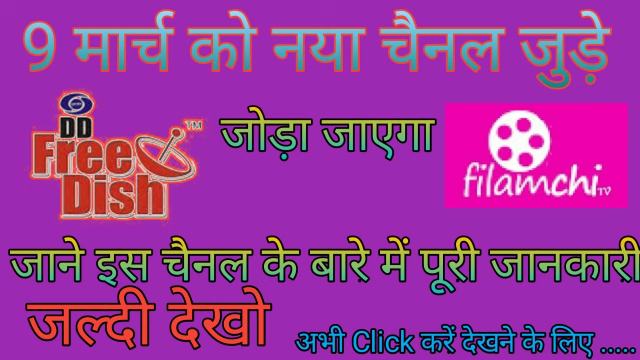 9 मार्च को नया चैनल जुड़े
DD
Free
Dish
TM
जोड़ा जाएगा
filamchi TV
जाने इस चैनल के बारे में पूरी जानकारी
जल्दी देखो
अभी Click करें देखने के लिए .....